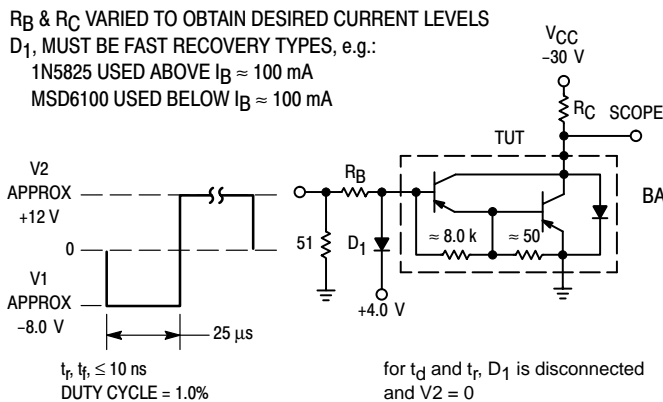 RB & RC VARIED TO OBTAIN DESIRED CURRENT LEVELS
D1, MUST BE FAST RECOVERY TYPES, e.g.:
1N5825 USED ABOVE IB ≈ 100 mA
MSD6100 USED BELOW IB ≈ 100 mA
VCC
–30 V
RC
SCOPE
TUT
V2
APPROX
+12 V
0
V1
APPROX
–8.0 V
RB
51
D1
+4.0 V
≈ 8.0 k
≈ 50
BA
25 μs
tr, tf, ≤ 10 ns
DUTY CYCLE = 1.0%
for td and tr, D1 is disconnected
and V2 = 0